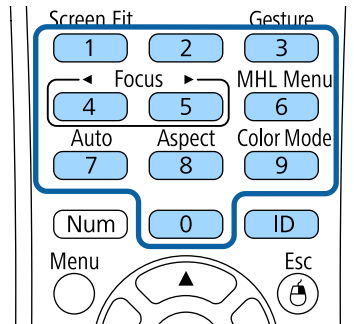 Screen Fit Gesture
1 2 3
◄ Focus ► MHL Menu
4 5 6
Auto Aspect Color Mode
7 8 9
Num 0 ID
Menu Esc
▲